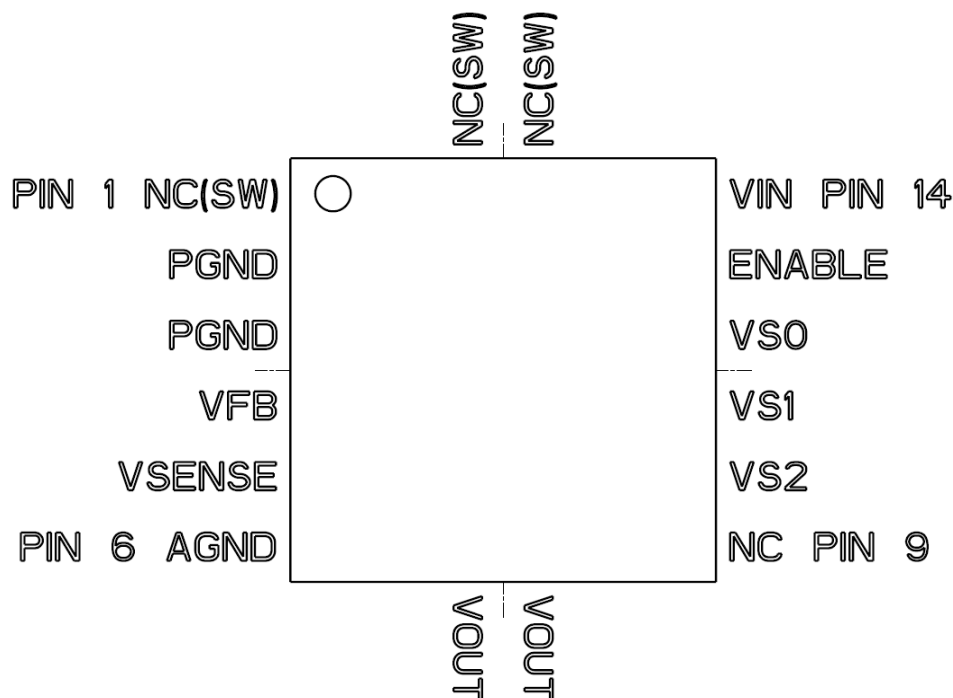 NC(SW) NC(SW)
PIN 1 NC(SW)
VIN PIN 14
PGND
ENABLE
PGND
VS0
VFB
VS1
VSENSE
VS2
PIN 6 AGND
NC PIN 9
VOUT VOUT